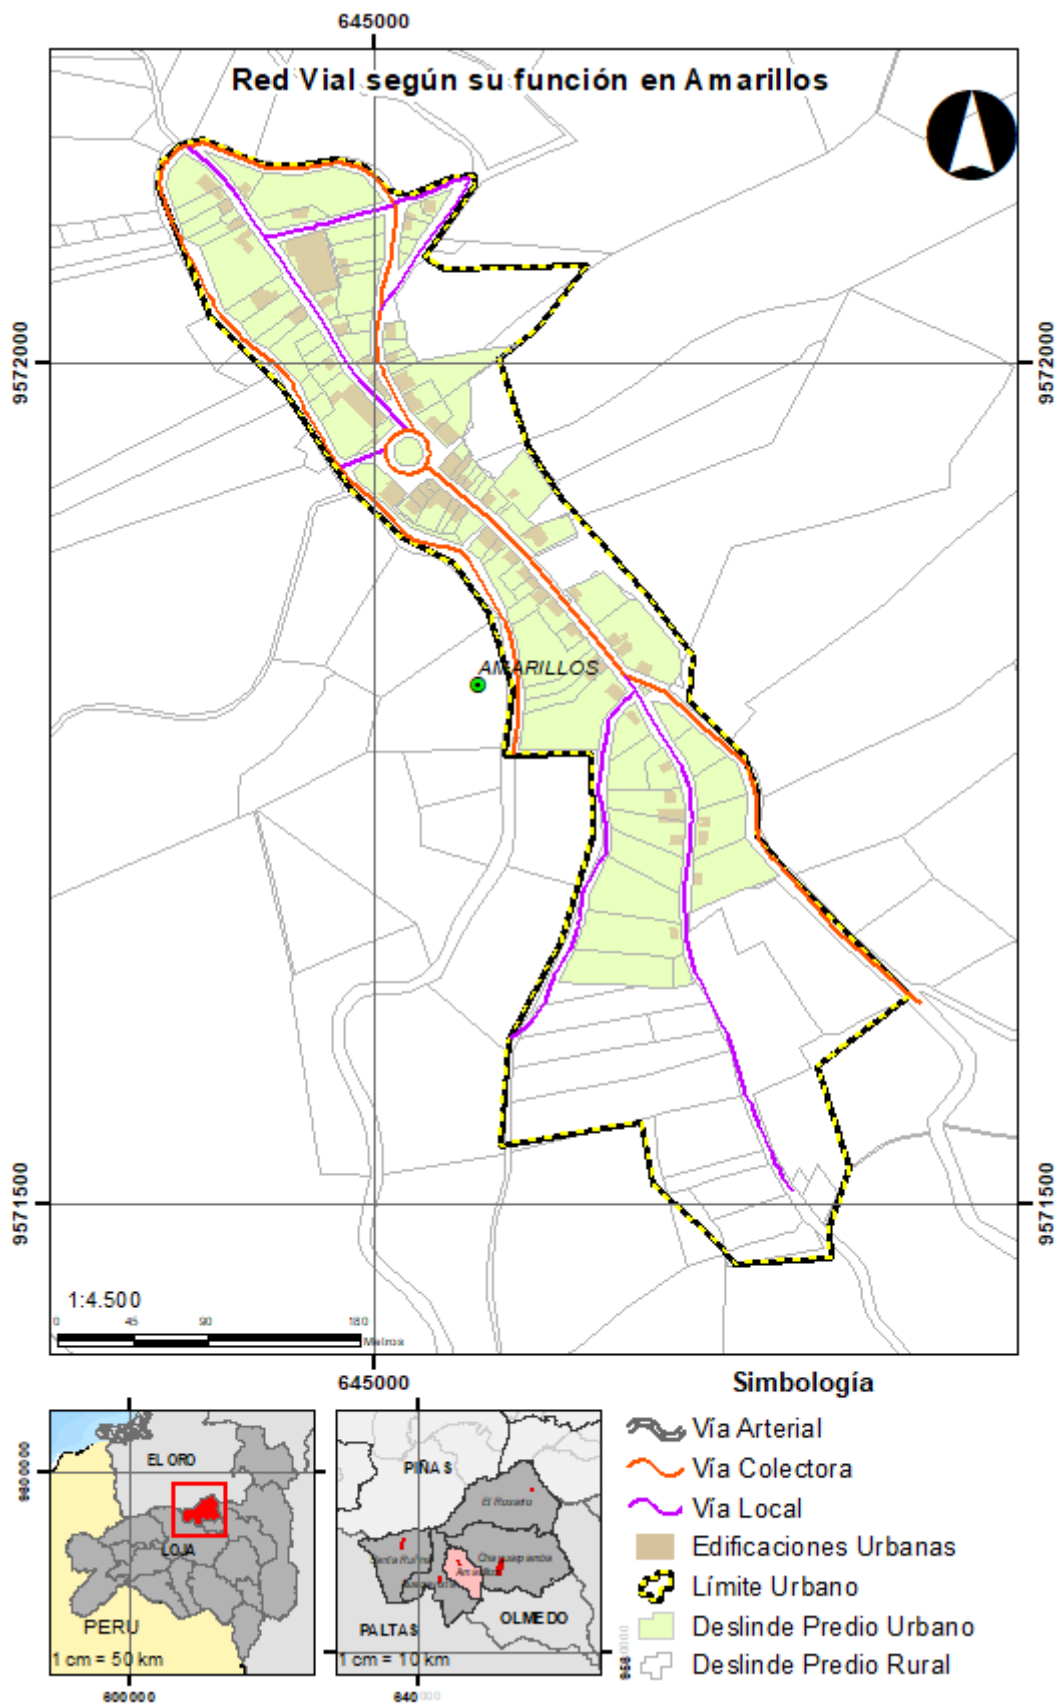 645000
Red Vial según su función en Amarillos
9572000
9572000
AMARILLOS
9571500
9571500
1:4.500
0 45 90 180
Metros
645000
Simbología
Vía Arterial
Vía Colectora
Vía Local
Edificaciones Urbanas
Límite Urbano
Deslinde Predio Urbano
Deslinde Predio Rural
EL ORO
LOJA
PERU
1 cm = 50 km
600000
PIÑAS
El Rosario
Chaguarpamba
Amarillos
PALTAS
OLMEDO
1 cm = 10 km
640000